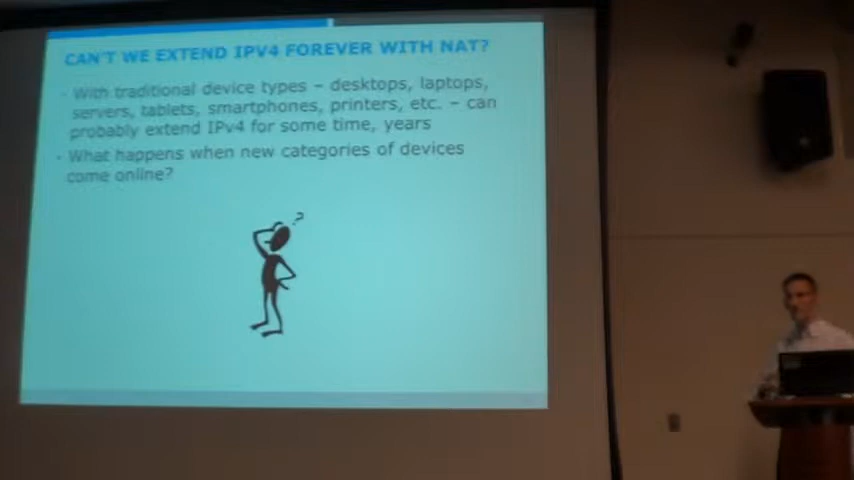 CAN'T WE EXTEND IPV4 FOREVER WITH NAT?
- With traditional device types – desktops, laptops,
servers, tablets, smartphones, printers, etc. – can
probably extend IPv4 for some time, years
- What happens when new categories of devices
come online?
?